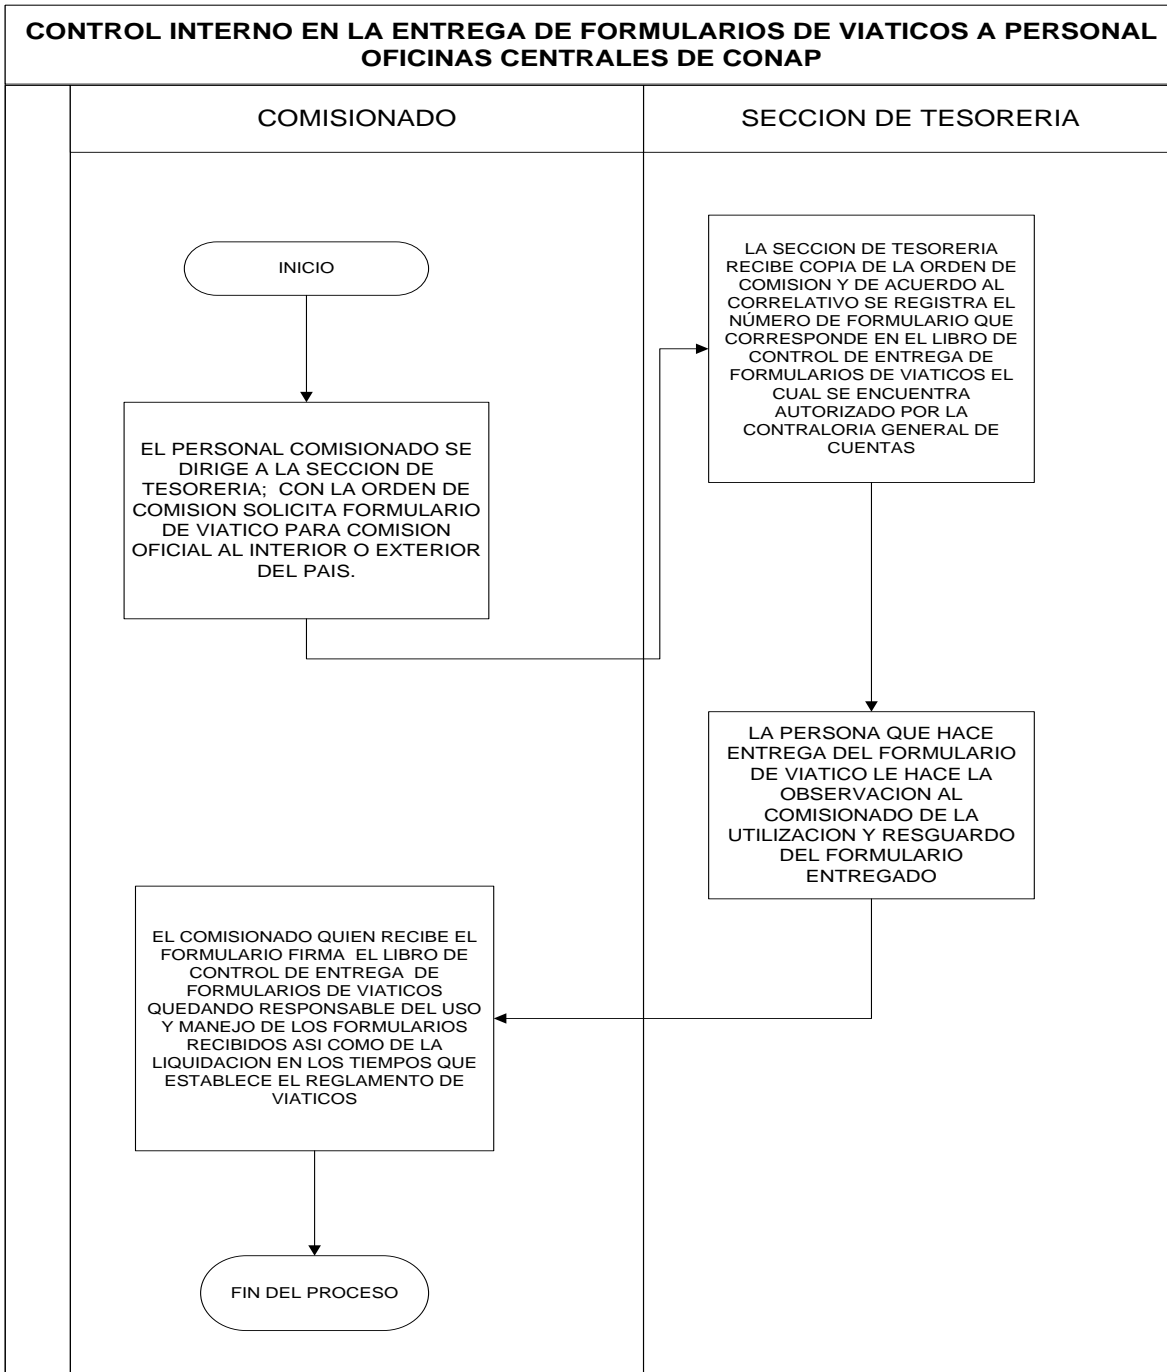 CONTROL INTERNO EN LA ENTREGA DE FORMULARIOS DE VIATICOS A PERSONAL
OFICINAS CENTRALES DE CONAP
COMISIONADO
SECCION DE TESORERIA
INICIO
EL PERSONAL COMISIONADO SE
DIRIGE A LA SECCION DE
TESORERIA; CON LA ORDEN DE
COMISION SOLICITA FORMULARIO
DE VIATICO PARA COMISION
OFICIAL AL INTERIOR O EXTERIOR
DEL PAIS.
LA SECCION DE TESORERIA
RECIBE COPIA DE LA ORDEN DE
COMISION Y DE ACUERDO AL
CORRELATIVO SE REGISTRA EL
NÚMERO DE FORMULARIO QUE
CORRESPONDE EN EL LIBRO DE
CONTROL DE ENTREGA DE
FORMULARIOS DE VIATICOS EL
CUAL SE ENCUENTRA
AUTORIZADO POR LA
CONTRALORIA GENERAL DE
CUENTAS
LA PERSONA QUE HACE
ENTREGA DEL FORMULARIO
DE VIATICO LE HACE LA
OBSERVACION AL
COMISIONADO DE LA
UTILIZACION Y RESGUARDO
DEL FORMULARIO
ENTREGADO
EL COMISIONADO QUIEN RECIBE EL
FORMULARIO FIRMA EL LIBRO DE
CONTROL DE ENTREGA DE
FORMULARIOS DE VIATICOS
QUEDANDO RESPONSABLE DEL USO
Y MANEJO DE LOS FORMULARIOS
RECIBIDOS ASI COMO DE LA
LIQUIDACION EN LOS TIEMPOS QUE
ESTABLECE EL REGLAMENTO DE
VIATICOS
FIN DEL PROCESO